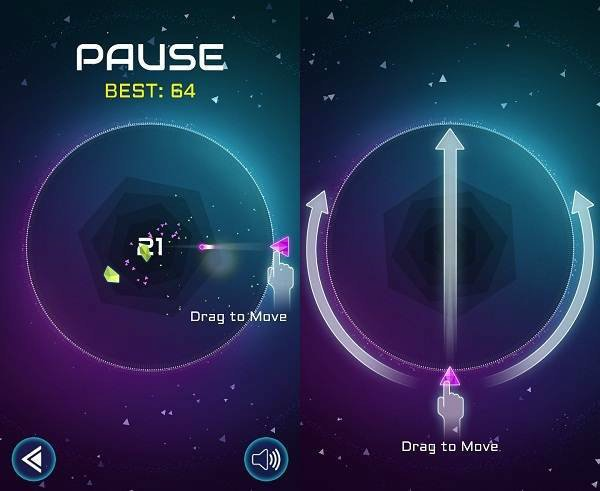 PAUSE
BEST: 64
21
Drag to Move
Drag to Move